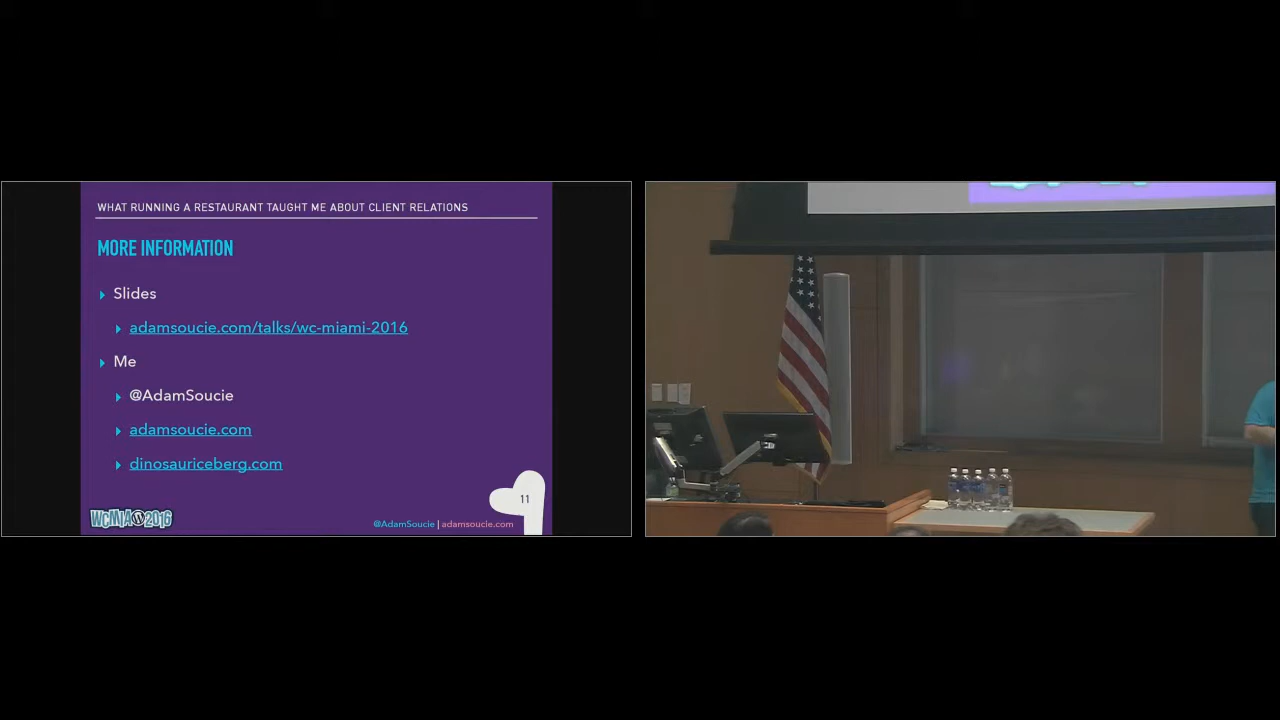 WHAT RUNNING A RESTAURANT TAUGHT ME ABOUT CLIENT RELATIONS
MORE INFORMATION
Slides
adamsoucie.com/talks/wc-miami-2016
Me
@AdamSoucie
adamsoucie.com
dinosauriceberg.com
11
WCMIA 2016
@AdamSoucie | adamsoucie.com